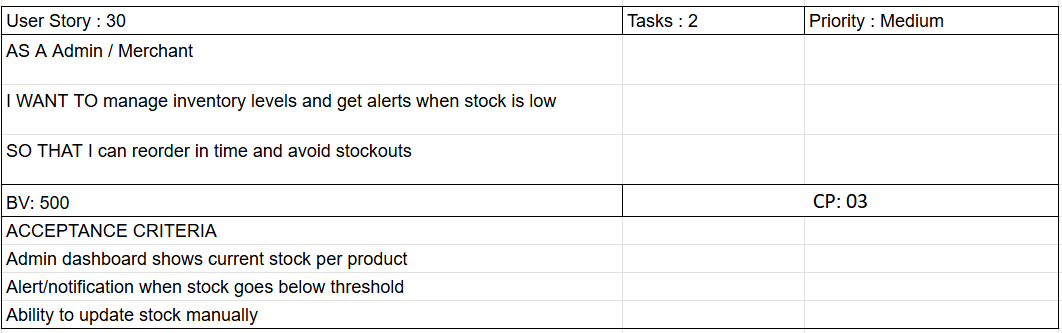 User Story : 30 Tasks : 2 Priority : Medium
AS A Admin / Merchant
I WANT TO manage inventory levels and get alerts when stock is low
SO THAT I can reorder in time and avoid stockouts
BV: 500 CP: 03
ACCEPTANCE CRITERIA
Admin dashboard shows current stock per product
Alert/notification when stock goes below threshold
Ability to update stock manually